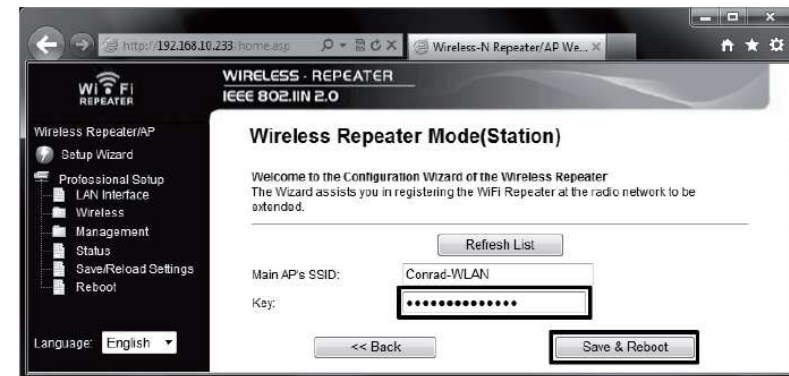 http://192.168.10.233/home.asp
Wireless-N Repeater/AP We...
WiFi
REPEATER
WIRELESS - REPEATER
IEEE 802.11N 2.0
Wireless Repeater/AP
Setup Wizard
Professional Setup
LAN Interface
Wireless
Management
Status
Save/Reload Settings
Reboot
Language: English
Wireless Repeater Mode(Station)
Welcome to the Configuration Wizard of the Wireless Repeater
The Wizard assists you in registering the WiFi Repeater at the radio network to be
extended.
Refresh List
Main AP's SSID: Conrad-WLAN
Key: ••••••••••••••
<< Back
Save & Reboot